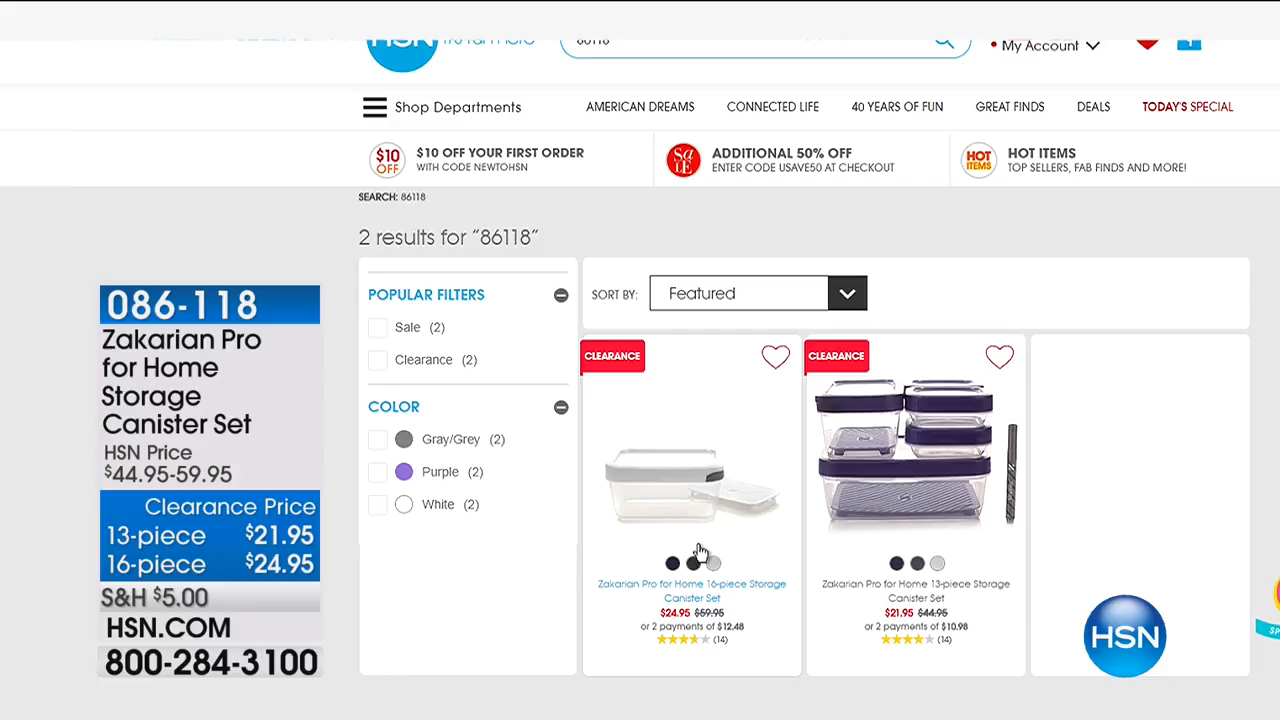 HSN
86118
My Account
Shop Departments
AMERICAN DREAMS
CONNECTED LIFE
40 YEARS OF FUN
GREAT FINDS
DEALS
TODAY'S SPECIAL
$10 OFF
$10 OFF YOUR FIRST ORDER
WITH CODE NEWTOHSN
SALE
ADDITIONAL 50% OFF
ENTER CODE USAVE50 AT CHECKOUT
HOT ITEMS
HOT ITEMS
TOP SELLERS, FAB FINDS AND MORE!
SEARCH: 86118
2 results for "86118"
086-118
Zakarian Pro
for Home
Storage
Canister Set
HSN Price
$44.95-59.95
Clearance Price
13-piece $21.95
16-piece $24.95
S&H $5.00
HSN.COM
800-284-3100
POPULAR FILTERS
Sale (2)
Clearance (2)
COLOR
Gray/Grey (2)
Purple (2)
White (2)
SORT BY: Featured
CLEARANCE
Zakarian Pro for Home 16-piece Storage
Canister Set
$24.95 $59.95
or 2 payments of $12.48
(14)
CLEARANCE
Zakarian Pro for Home 13-piece Storage
Canister Set
$21.95 $44.95
or 2 payments of $10.98
(14)
HSN